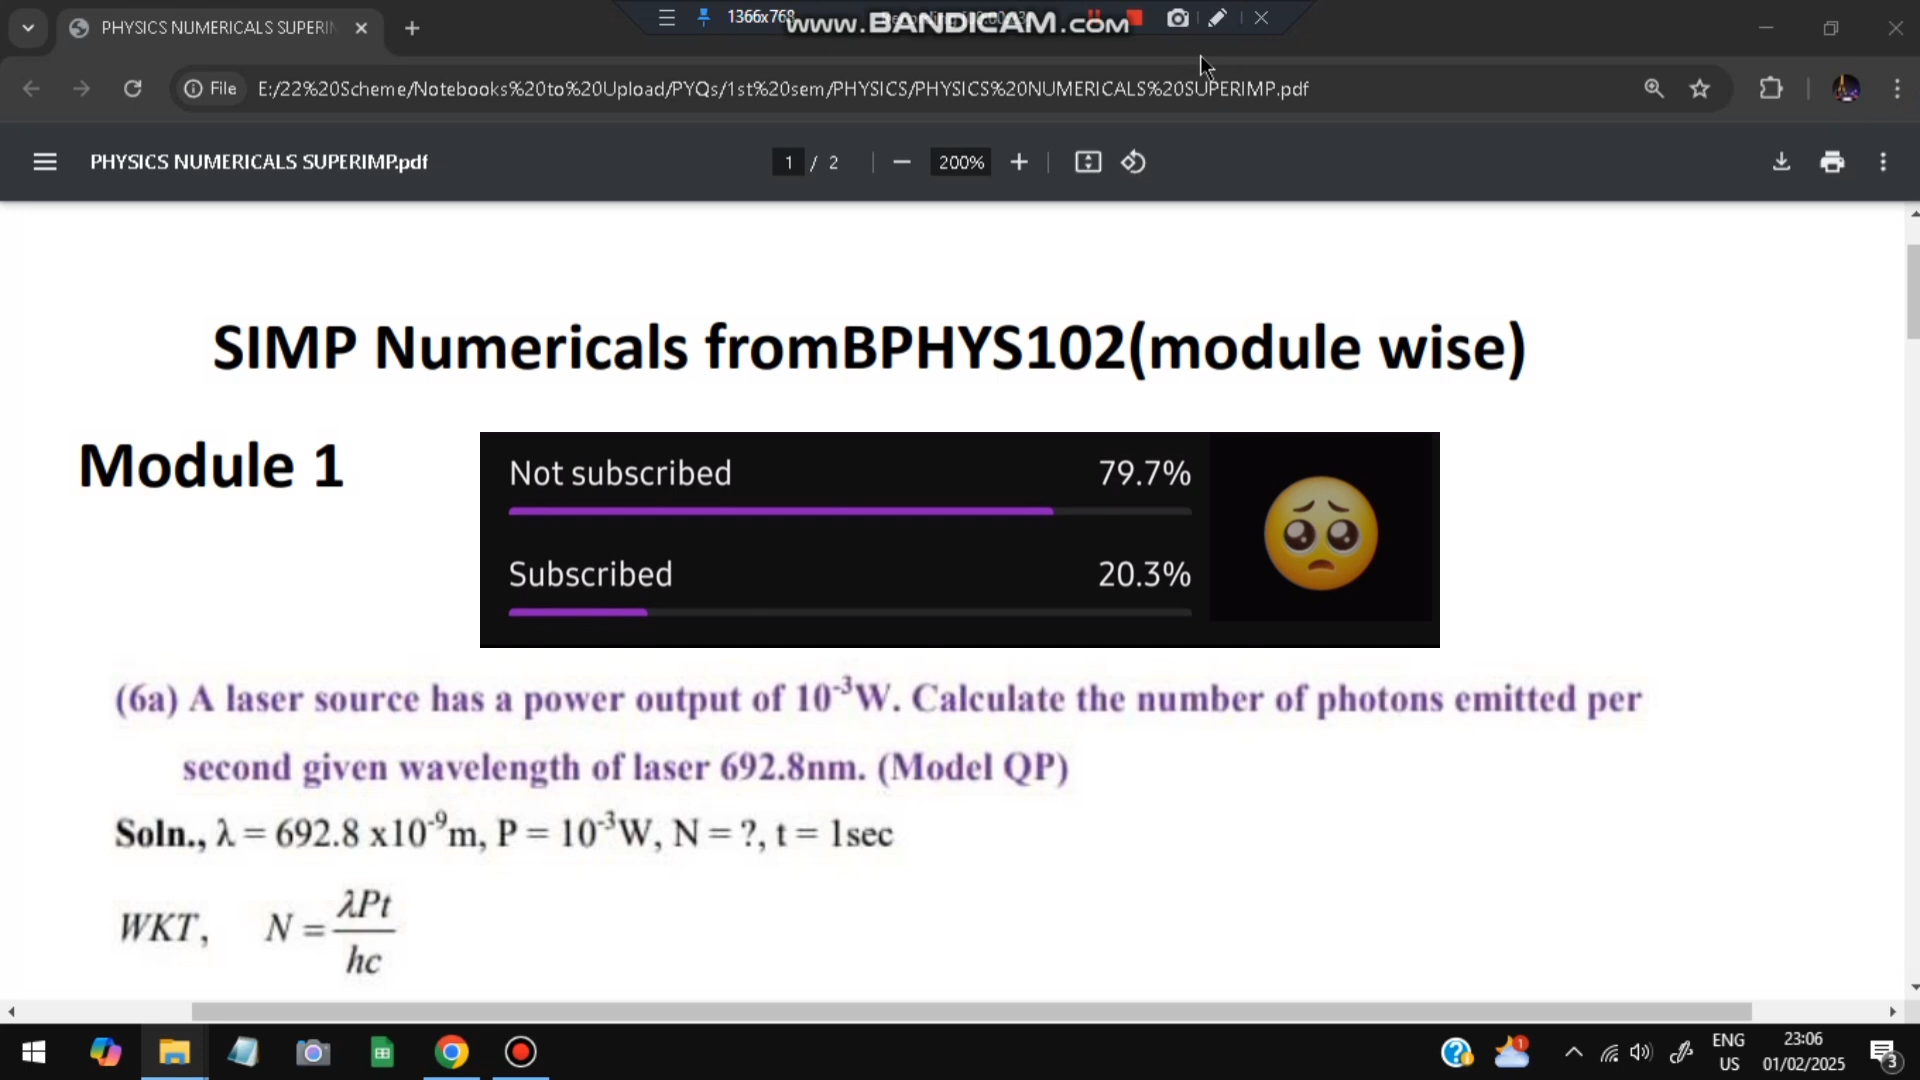 PHYSICS NUMERICALS SUPERIN
1366x768
www.BANDICAM.com
File
E:/22%20Scheme/Notebooks%20to%20Upload/PYQs/1st%20sem/PHYSICS/PHYSICS%20NUMERICALS%20SUPERIMP.pdf
PHYSICS NUMERICALS SUPERIMP.pdf
1 / 2
200%
SIMP Numericals fromBPHYS102(module wise)
Module 1
Not subscribed 79.7%
Subscribed 20.3%
(6a) A laser source has a power output of 10⁻³W. Calculate the number of photons emitted per
second given wavelength of laser 692.8nm. (Model QP)
Soln., λ = 692.8 x10⁻⁹m, P = 10⁻³W, N = ?, t = 1sec
WKT, N = λPt / hc
ENG
US
23:06
01/02/2025
1
3